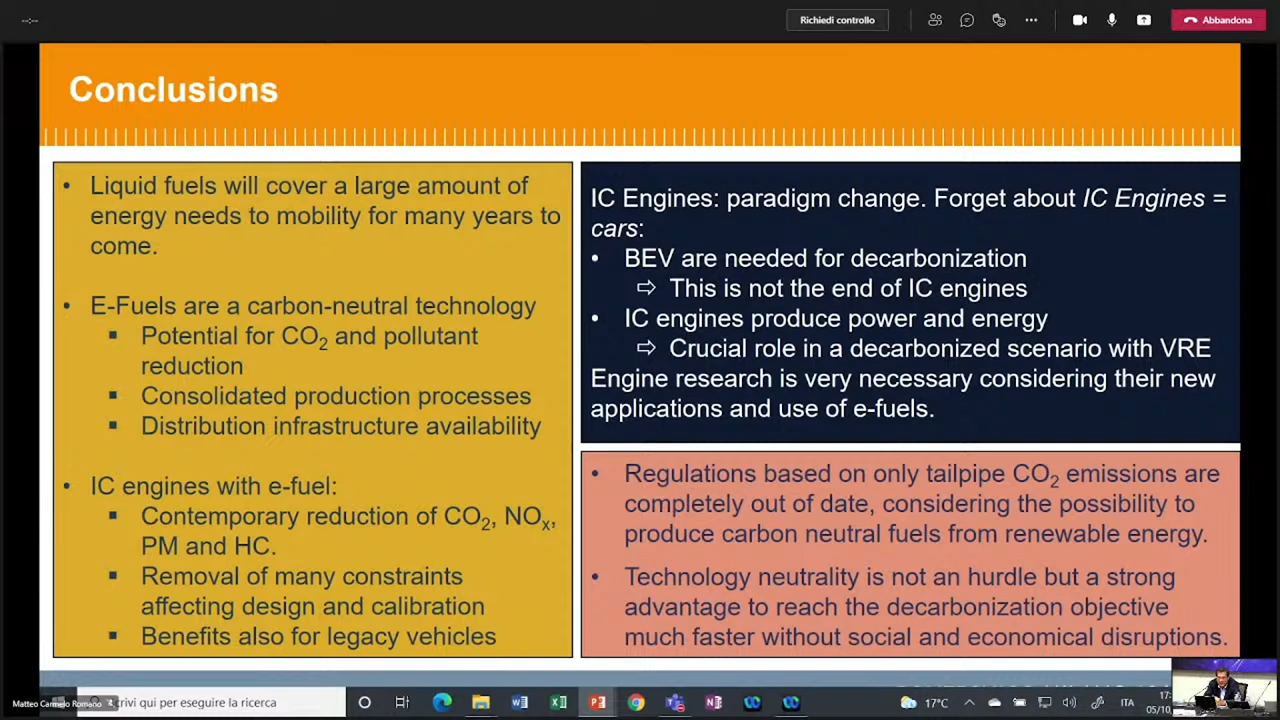 --:--
Richiedi controllo
Abbandona
Conclusions
• Liquid fuels will cover a large amount of
energy needs to mobility for many years to
come.
• E-Fuels are a carbon-neutral technology
▪ Potential for CO2 and pollutant
reduction
▪ Consolidated production processes
▪ Distribution infrastructure availability
• IC engines with e-fuel:
▪ Contemporary reduction of CO2, NOx,
PM and HC.
▪ Removal of many constraints
affecting design and calibration
▪ Benefits also for legacy vehicles
IC Engines: paradigm change. Forget about IC Engines =
cars:
• BEV are needed for decarbonization
⇨ This is not the end of IC engines
• IC engines produce power and energy
⇨ Crucial role in a decarbonized scenario with VRE
Engine research is very necessary considering their new
applications and use of e-fuels.
• Regulations based on only tailpipe CO2 emissions are
completely out of date, considering the possibility to
produce carbon neutral fuels from renewable energy.
• Technology neutrality is not an hurdle but a strong
advantage to reach the decarbonization objective
much faster without social and economical disruptions.
Matteo Carmelo Romano
crivi qui per eseguire la ricerca
17°C
ITA
17:
05/10